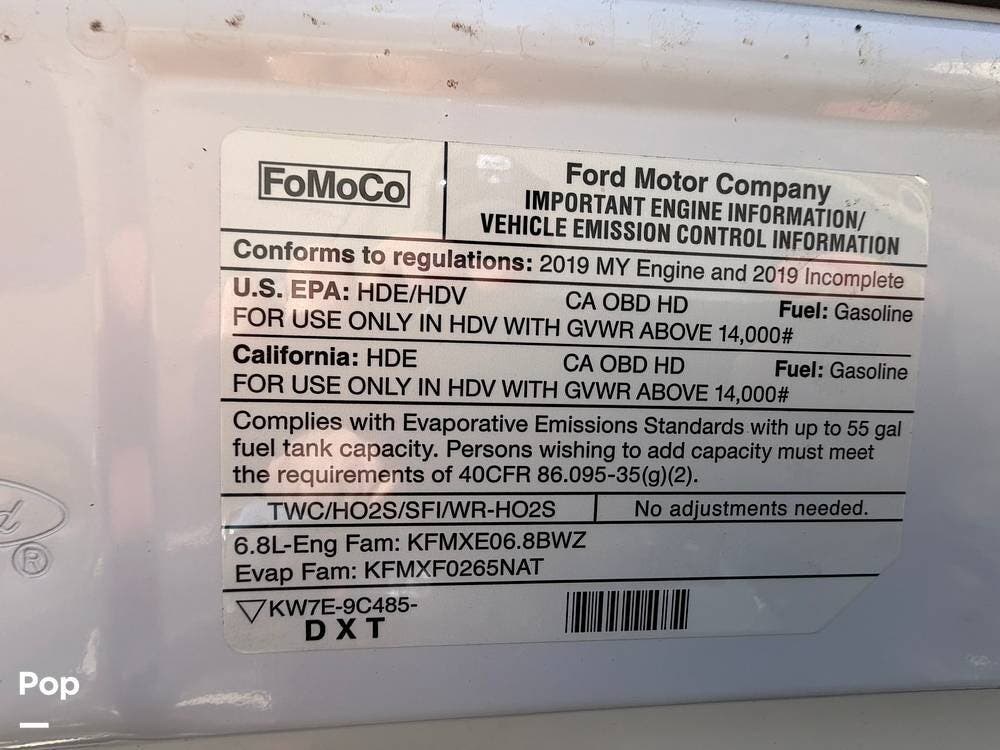 FoMoCo
Ford Motor Company
IMPORTANT ENGINE INFORMATION/
VEHICLE EMISSION CONTROL INFORMATION
Conforms to regulations: 2019 MY Engine and 2019 Incomplete
U.S. EPA: HDE/HDV CA OBD HD Fuel: Gasoline
FOR USE ONLY IN HDV WITH GVWR ABOVE 14,000#
California: HDE CA OBD HD Fuel: Gasoline
FOR USE ONLY IN HDV WITH GVWR ABOVE 14,000#
Complies with Evaporative Emissions Standards with up to 55 gal
fuel tank capacity. Persons wishing to add capacity must meet
the requirements of 40CFR 86.095-35(g)(2).
TWC/HO2S/SFI/WR-HO2S No adjustments needed.
6.8L-Eng Fam: KFMXE06.8BWZ
Evap Fam: KFMXF0265NAT
KW7E-9C485-
DXT
®
Pop